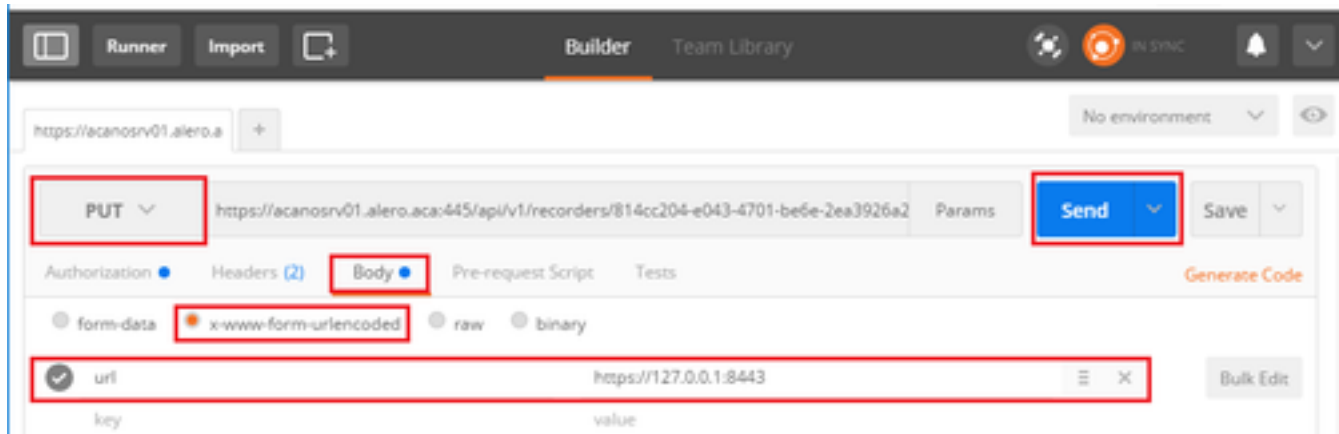 Runner Import Builder Team Library IN SYNC
No environment
https://acanosrv01.alero.a +
PUT https://acanosrv01.alero.aca:445/api/v1/recorders/814cc204-e043-4701-be6e-2ea3926a2 Params Send Save
Authorization Headers (2) Body Pre-request Script Tests Generate Code
form-data x-www-form-urlencoded raw binary
url https://127.0.0.1:8443 Bulk Edit
key value